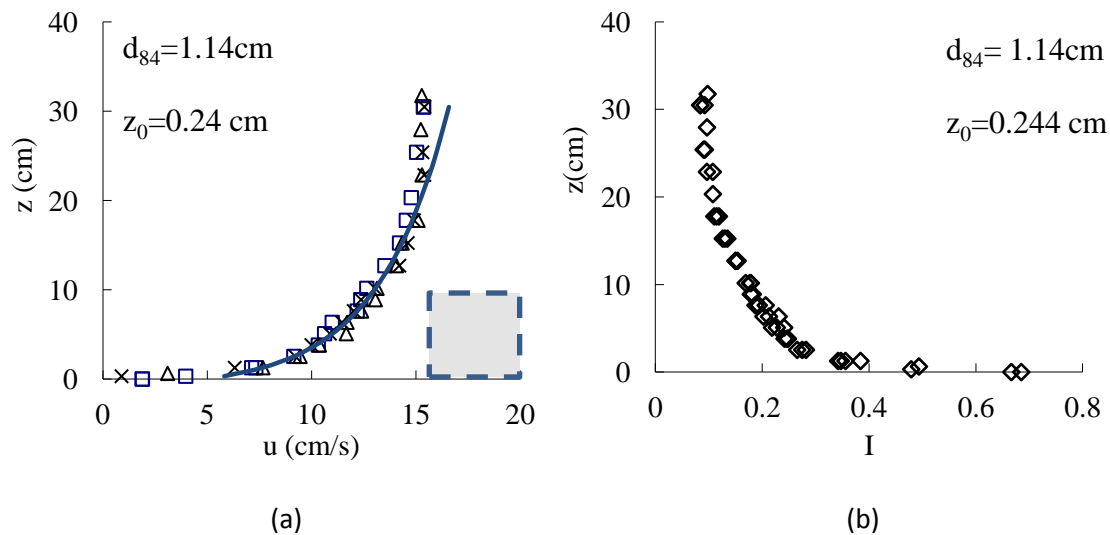 40
30
20
10
0
z (cm)
d84=1.14cm
z0=0.24 cm
0 5 10 15 20
u (cm/s)
(a)
40
30
20
10
0
z(cm)
d84= 1.14cm
z0=0.244 cm
0 0.2 0.4 0.6 0.8
I
(b)